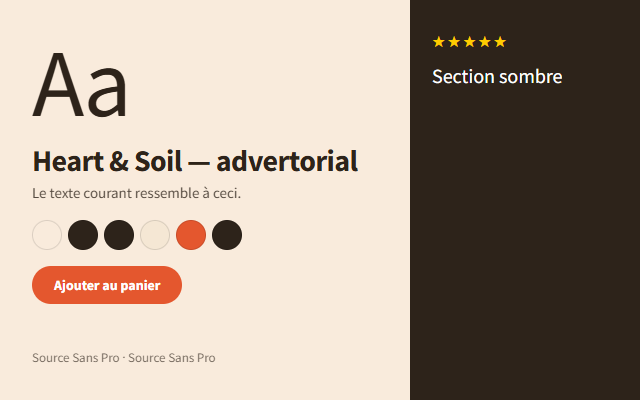 Aa
Heart & Soil — advertorial
Le texte courant ressemble à ceci.
Ajouter au panier
Source Sans Pro · Source Sans Pro
★★★★★
Section sombre